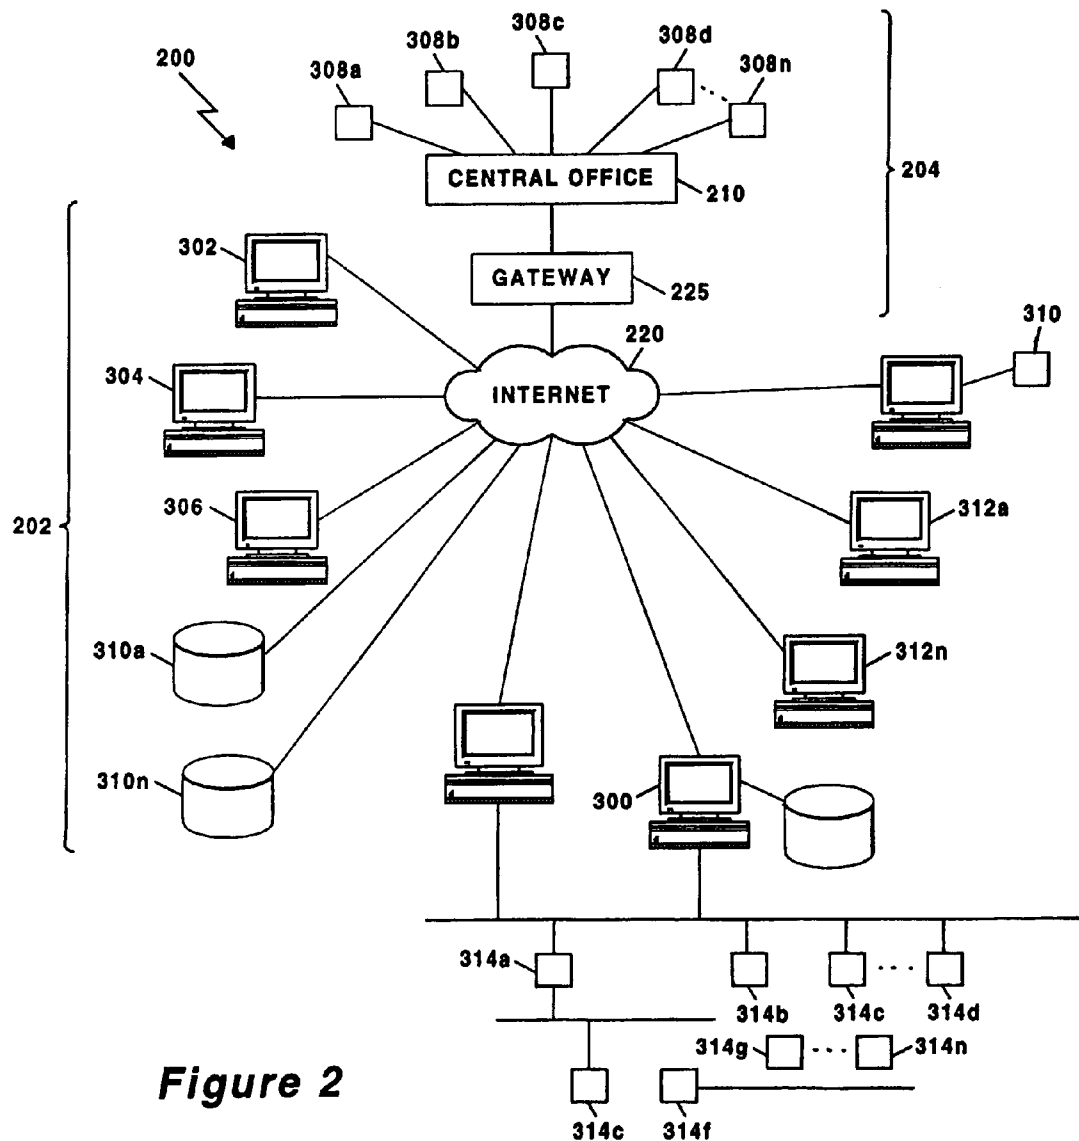 308c
308b
308d
200
308a
308n
CENTRAL OFFICE
204
210
302
GATEWAY
225
220
310
304
INTERNET
306
312a
202
310a
312n
310n
300
314a
314b
314c
314d
314g
314n
Figure 2
314c
314f